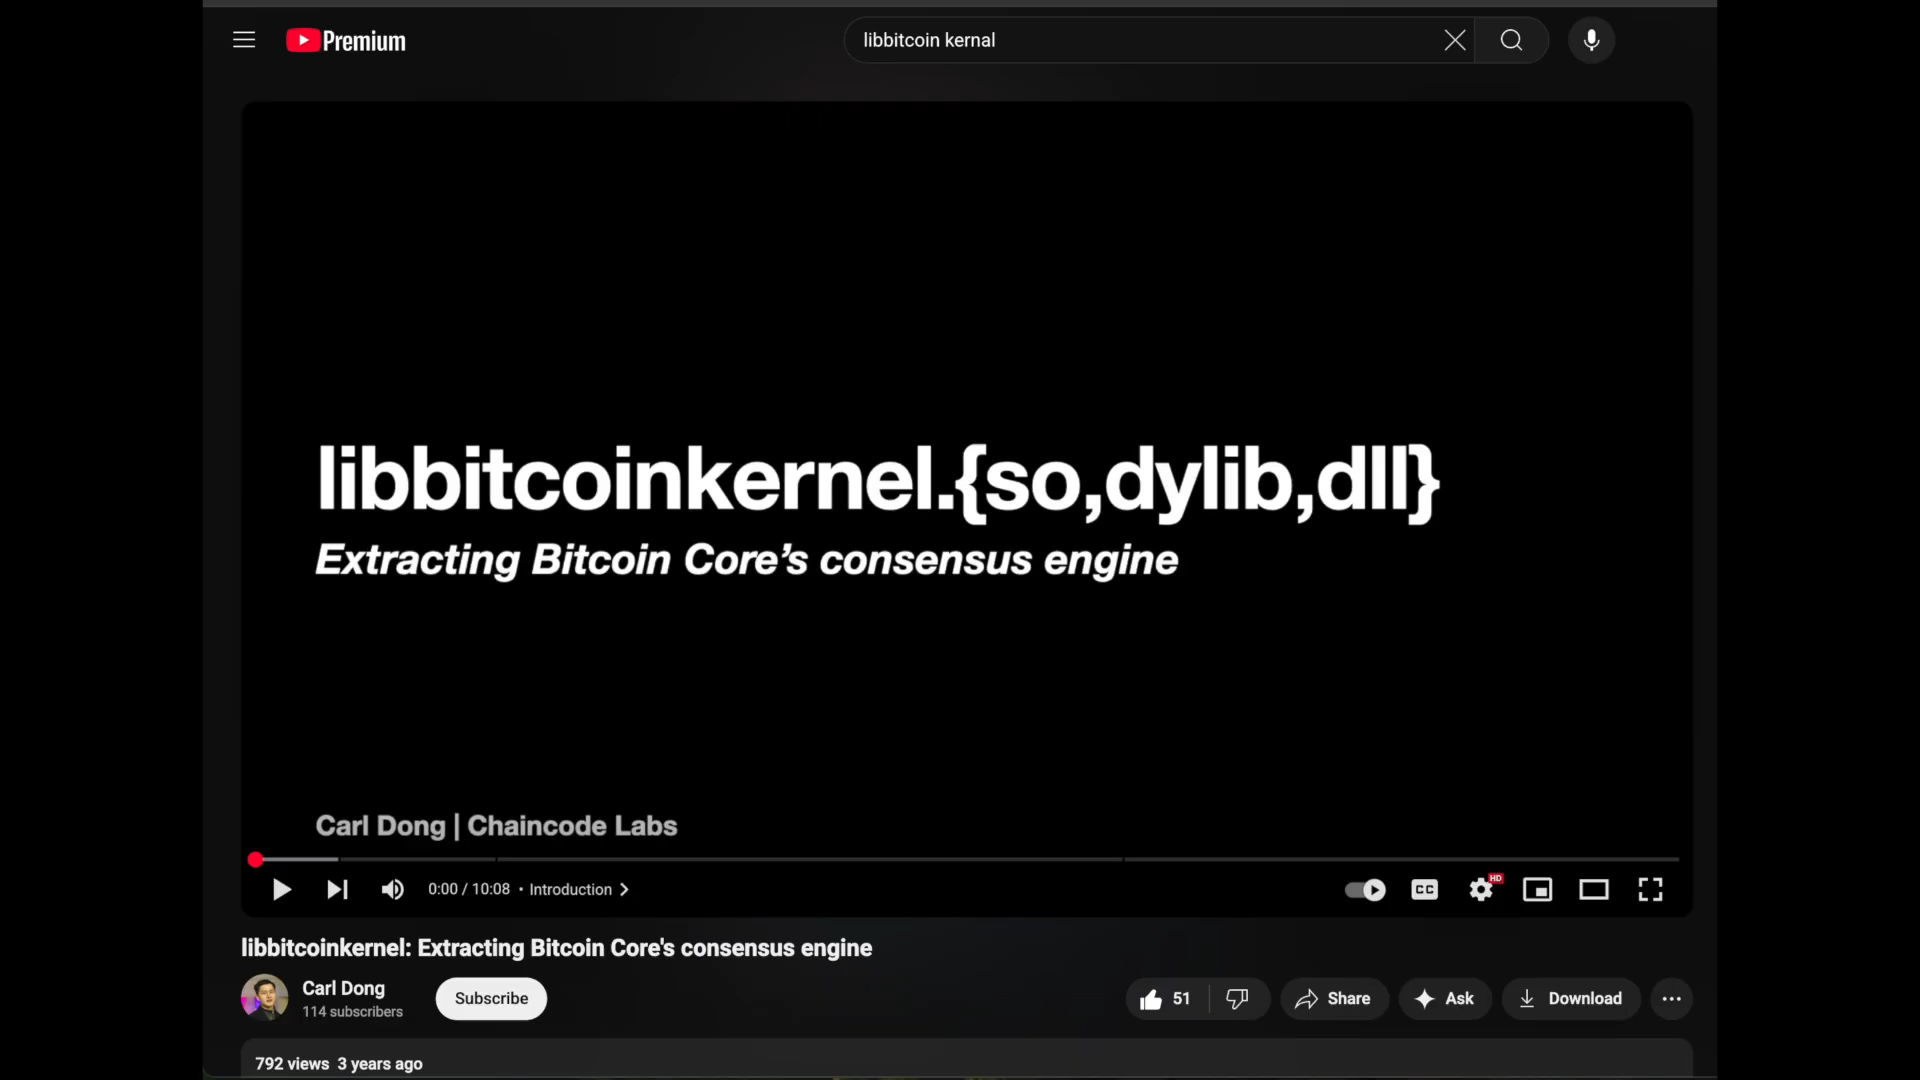 Premium
libbitcoin kernal
libbitcoinkernel.{so,dylib,dll}
Extracting Bitcoin Core’s consensus engine
Carl Dong | Chaincode Labs
0:00 / 10:08 • Introduction
CC
HD
libbitcoinkernel: Extracting Bitcoin Core's consensus engine
Carl Dong
114 subscribers
Subscribe
51
Share
Ask
Download
792 views 3 years ago